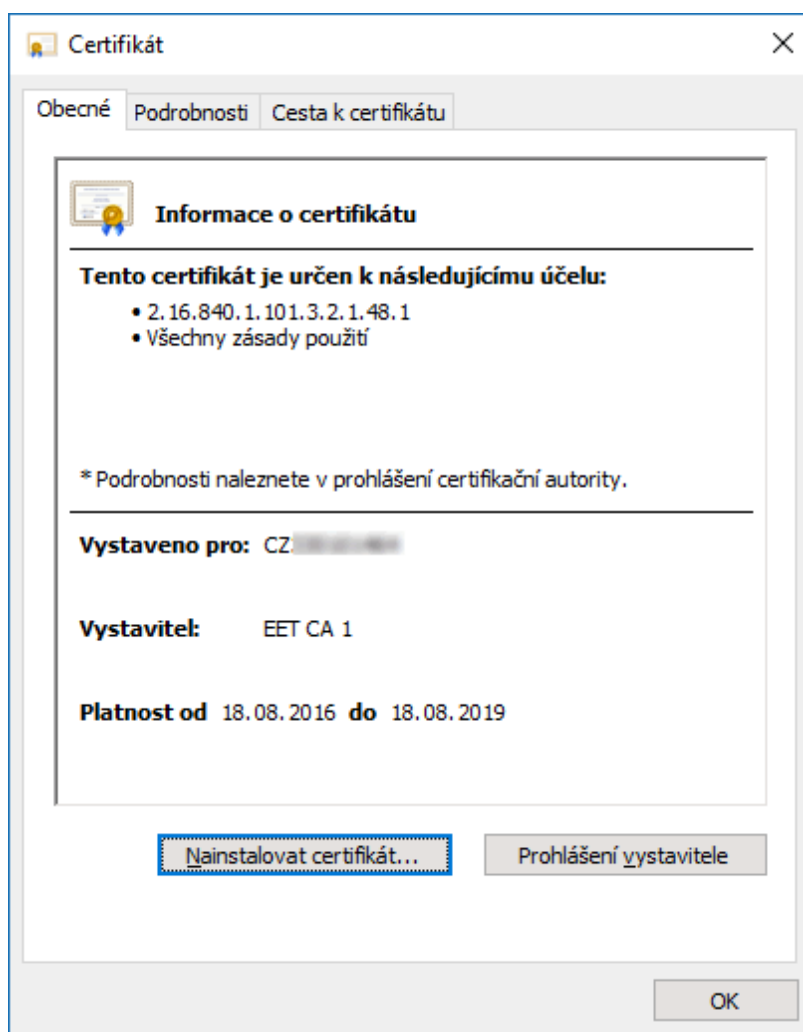 Certifikát
Obecné Podrobnosti Cesta k certifikátu
Informace o certifikátu
Tento certifikát je určen k následujícímu účelu:
• 2.16.840.1.101.3.2.1.48.1
• Všechny zásady použití
* Podrobnosti naleznete v prohlášení certifikační autority.
Vystaveno pro: CZ
Vystavitel: EET CA 1
Platnost od 18.08.2016 do 18.08.2019
Nainstalovat certifikát... Prohlášení vystavitele
OK